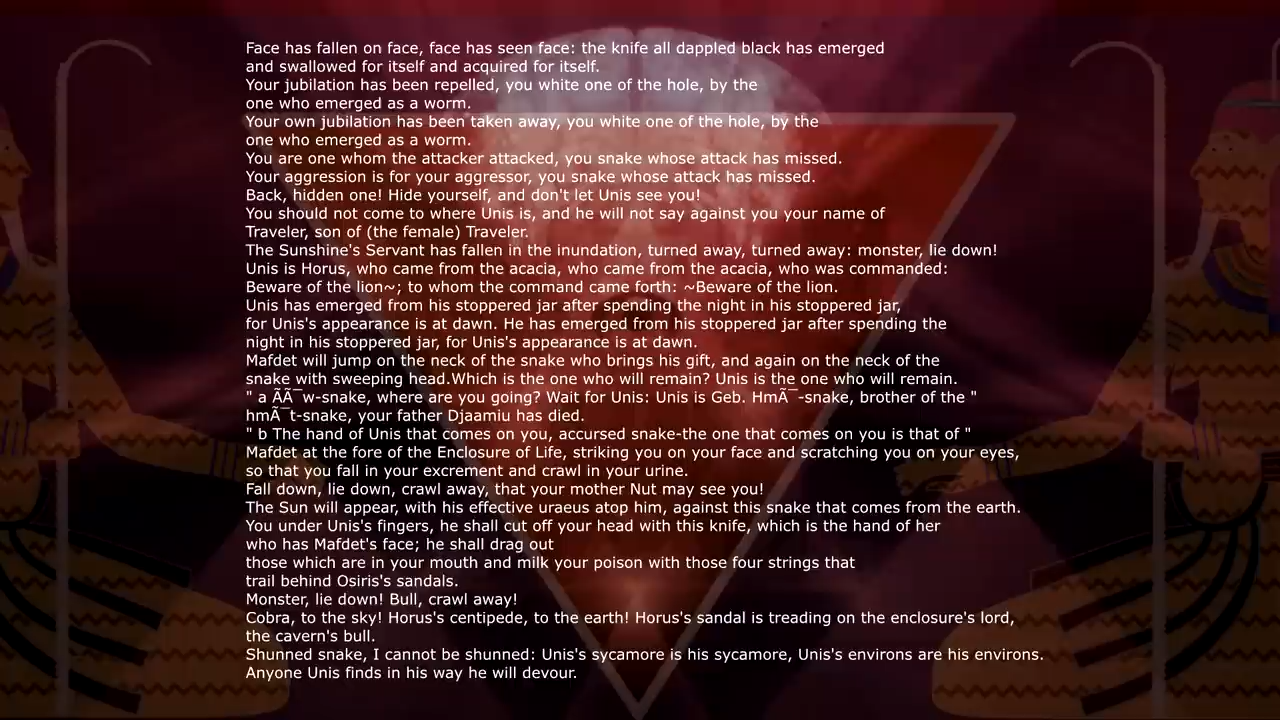 Face has fallen on face, face has seen face: the knife all dappled black has emerged
and swallowed for itself and acquired for itself.
Your jubilation has been repelled, you white one of the hole, by the
one who emerged as a worm.
Your own jubilation has been taken away, you white one of the hole, by the
one who emerged as a worm.
You are one whom the attacker attacked, you snake whose attack has missed.
Your aggression is for your aggressor, you snake whose attack has missed.
Back, hidden one! Hide yourself, and don't let Unis see you!
You should not come to where Unis is, and he will not say against you your name of
Traveler, son of (the female) Traveler.
The Sunshine's Servant has fallen in the inundation, turned away, turned away: monster, lie down!
Unis is Horus, who came from the acacia, who came from the acacia, who was commanded:
Beware of the lion~; to whom the command came forth: ~Beware of the lion.
Unis has emerged from his stoppered jar after spending the night in his stoppered jar,
for Unis's appearance is at dawn. He has emerged from his stoppered jar after spending the
night in his stoppered jar, for Unis's appearance is at dawn.
Mafdet will jump on the neck of the snake who brings his gift, and again on the neck of the
snake with sweeping head.Which is the one who will remain? Unis is the one who will remain.
" a ÃÃ¯w-snake, where are you going? Wait for Unis: Unis is Geb. HmÃ¯-snake, brother of the "
hmÃ¯t-snake, your father Djaamiu has died.
" b The hand of Unis that comes on you, accursed snake-the one that comes on you is that of "
Mafdet at the fore of the Enclosure of Life, striking you on your face and scratching you on your eyes,
so that you fall in your excrement and crawl in your urine.
Fall down, lie down, crawl away, that your mother Nut may see you!
The Sun will appear, with his effective uraeus atop him, against this snake that comes from the earth.
You under Unis's fingers, he shall cut off your head with this knife, which is the hand of her
who has Mafdet's face; he shall drag out
those which are in your mouth and milk your poison with those four strings that
trail behind Osiris's sandals.
Monster, lie down! Bull, crawl away!
Cobra, to the sky! Horus's centipede, to the earth! Horus's sandal is treading on the enclosure's lord,
the cavern's bull.
Shunned snake, I cannot be shunned: Unis's sycamore is his sycamore, Unis's environs are his environs.
Anyone Unis finds in his way he will devour.